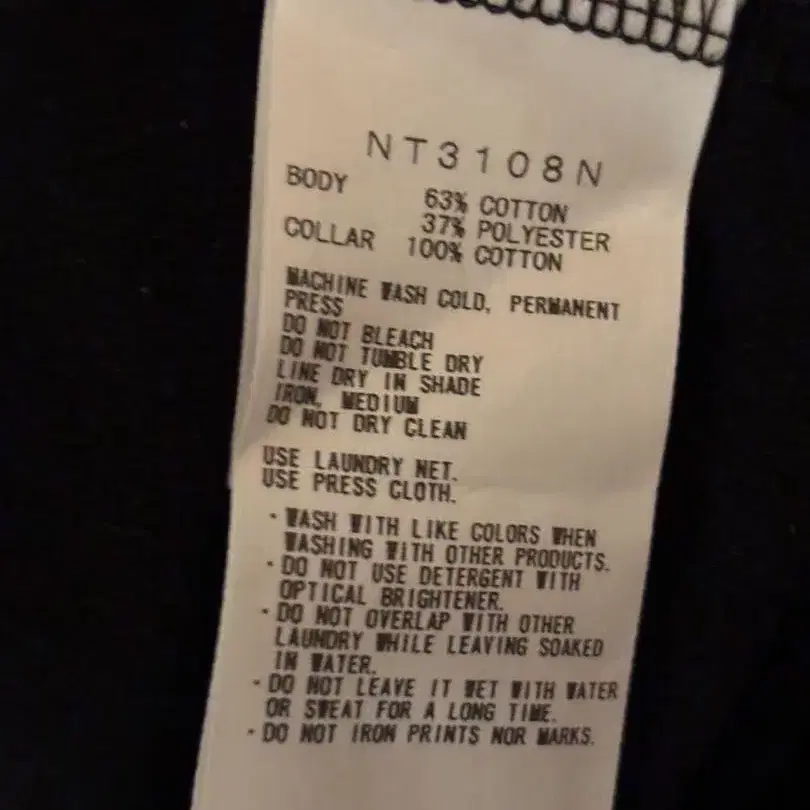 NT3108N
BODY 63% COTTON
37% POLYESTER
COLLAR 100% COTTON
MACHINE WASH COLD, PERMANENT
PRESS
DO NOT BLEACH
DO NOT TUMBLE DRY
LINE DRY IN SHADE
IRON, MEDIUM
DO NOT DRY CLEAN
USE LAUNDRY NET.
USE PRESS CLOTH.
・WASH WITH LIKE COLORS WHEN
WASHING WITH OTHER PRODUCTS.
・DO NOT USE DETERGENT WITH
OPTICAL BRIGHTENER.
・DO NOT OVERLAP WITH OTHER
LAUNDRY WHILE LEAVING SOAKED
IN WATER.
・DO NOT LEAVE IT WET WITH WATER
OR SWEAT FOR A LONG TIME.
・DO NOT IRON PRINTS NOR MARKS.